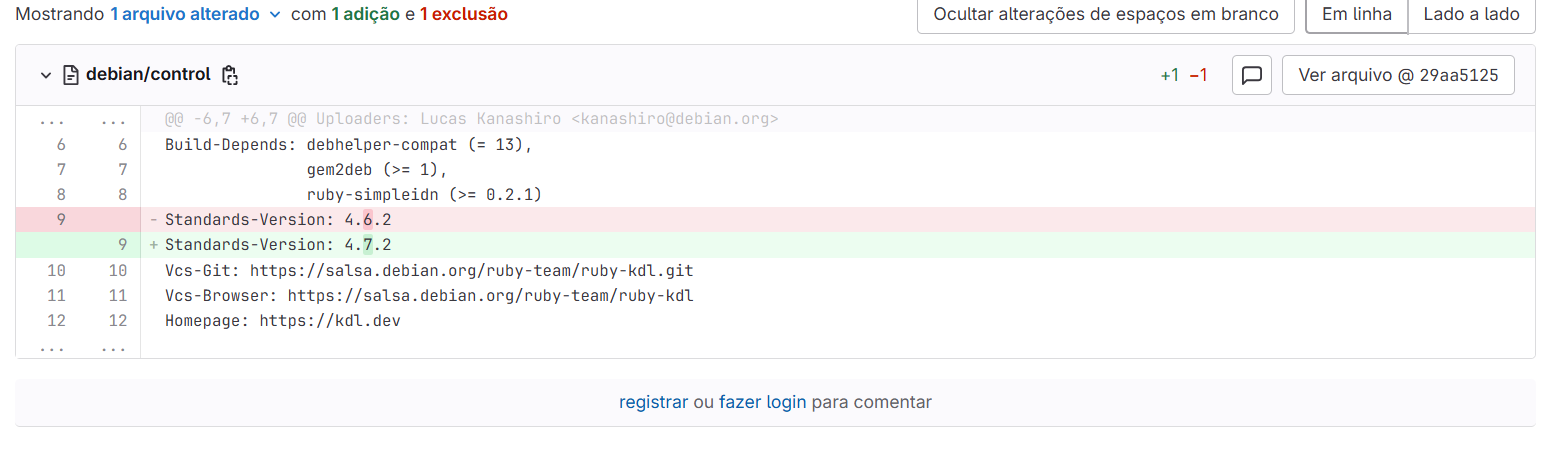 Mostrando 1 arquivo alterado com 1 adição e 1 exclusão Ocultar alterações de espaços em branco Em linha Lado a lado
debian/control +1 −1 Ver arquivo @ 29aa5125
... ... @@ -6,7 +6,7 @@ Uploaders: Lucas Kanashiro <kanashiro@debian.org>
6 6 Build-Depends: debhelper-compat (= 13),
7 7 gem2deb (>= 1),
8 8 ruby-simpleidn (>= 0.2.1)
9 - Standards-Version: 4.6.2
9 + Standards-Version: 4.7.2
10 10 Vcs-Git: https://salsa.debian.org/ruby-team/ruby-kdl.git
11 11 Vcs-Browser: https://salsa.debian.org/ruby-team/ruby-kdl
12 12 Homepage: https://kdl.dev
... ...
registrar ou fazer login para comentar